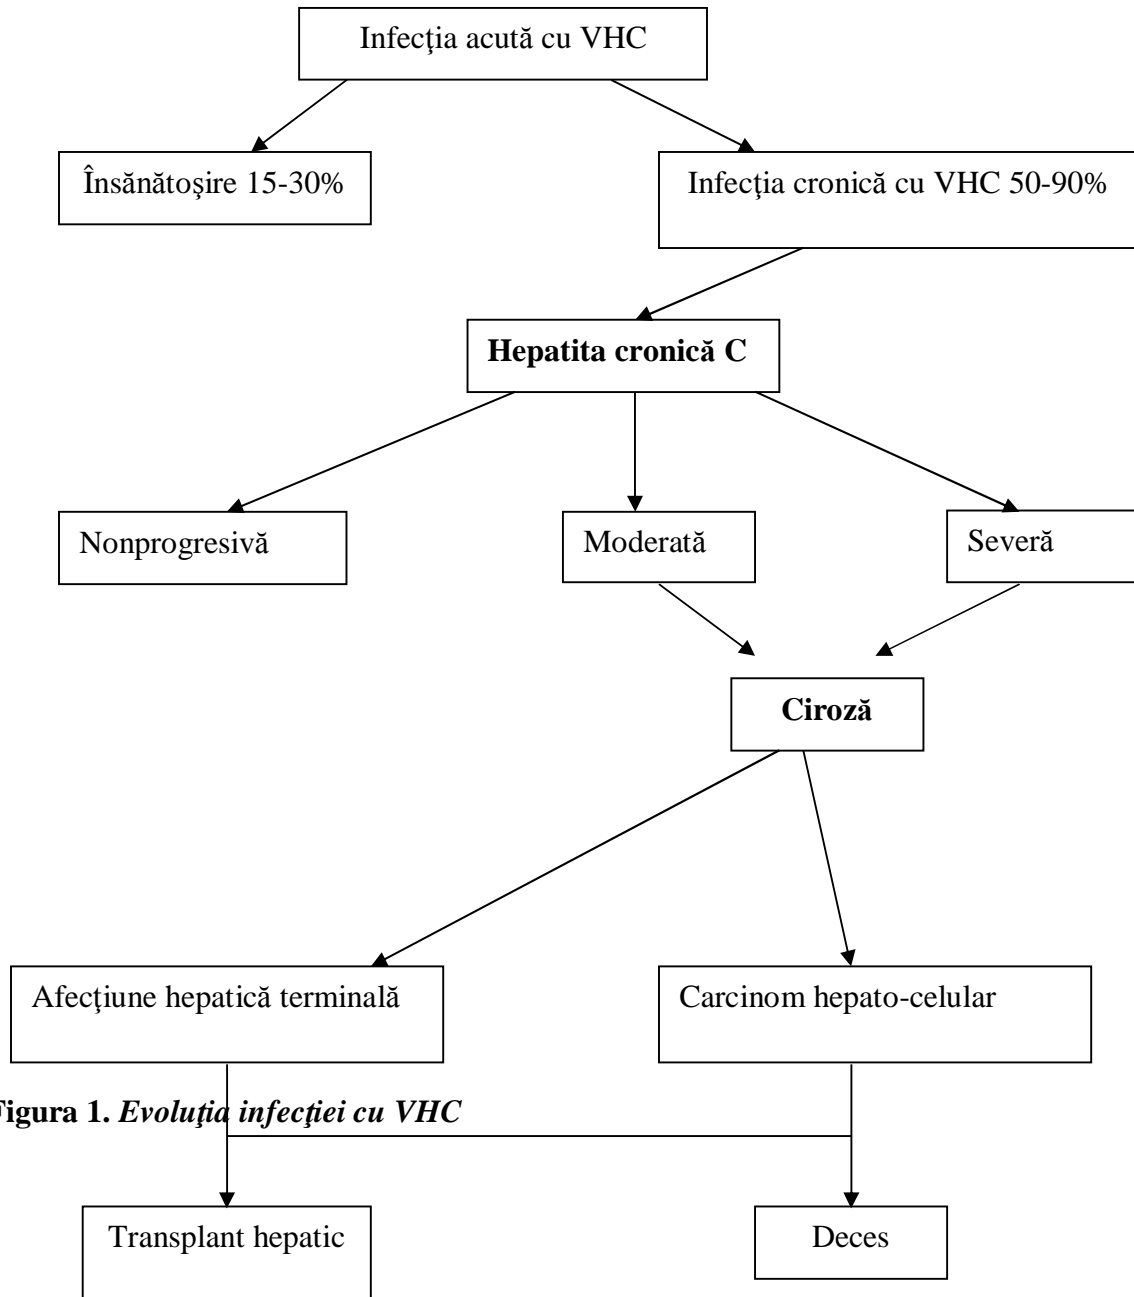 Infecţia acută cu VHC
Însănătoşire 15-30%
Infecţia cronică cu VHC 50-90%
Hepatita cronică C
Nonprogresivă
Moderată
Severă
Ciroză
Afecţiune hepatică terminală
Carcinom hepato-celular
Figura 1. Evoluţia infecţiei cu VHC
Transplant hepatic
Deces